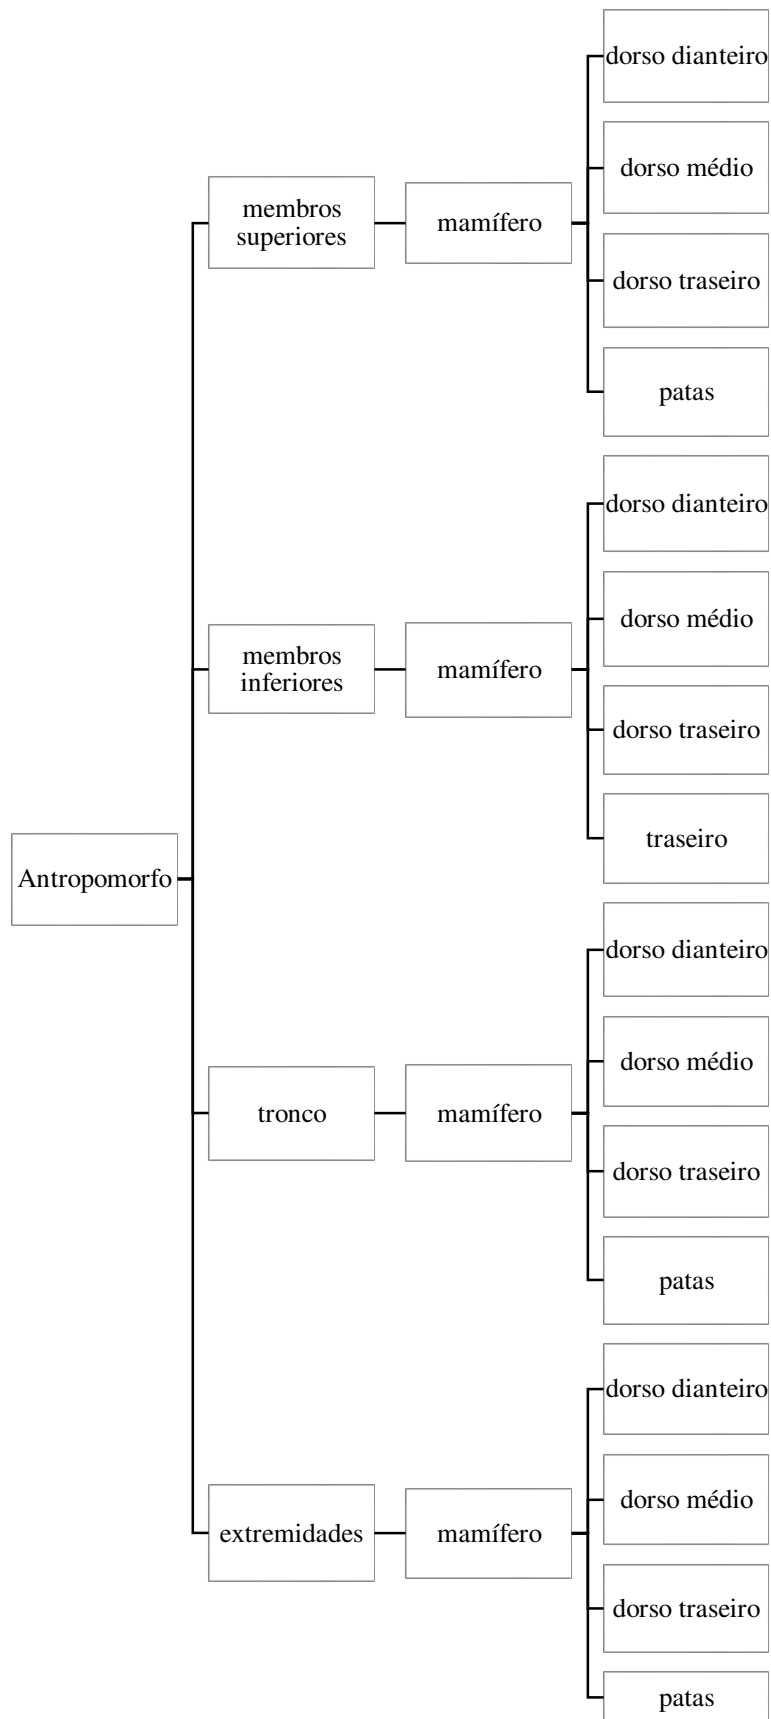 Antropomorfo
membros
superiores
mamífero
dorso dianteiro
dorso médio
dorso traseiro
patas
membros
inferiores
mamífero
dorso dianteiro
dorso médio
dorso traseiro
traseiro
tronco
mamífero
dorso dianteiro
dorso médio
dorso traseiro
patas
extremidades
mamífero
dorso dianteiro
dorso médio
dorso traseiro
patas